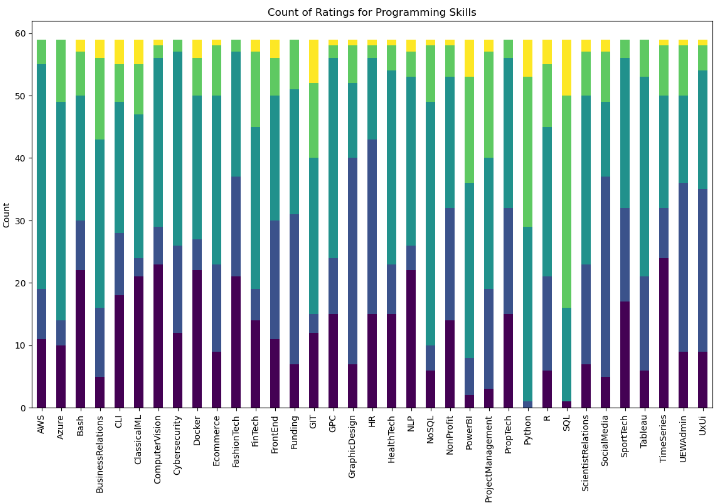 Count of Ratings for Programming Skills
60
50
40
30
20
10
0
Count
AWS
Azure
Bash
BusinessRelations
CLI
ClassicalML
ComputerVision
Cybersecurity
Docker
Ecommerce
FashionTech
FinTech
FrontEnd
Funding
GIT
GPC
GraphicDesign
HR
HealthTech
NLP
NoSQL
NonProfit
PowerBI
ProjectManagement
PropTech
Python
R
SQL
ScientistRelations
SocialMedia
SportTech
Tableau
TimeSeries
UEWAdmin
UxUi